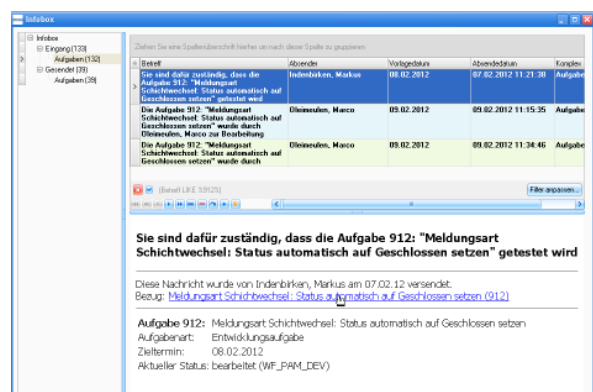 Infobox
Infobox
Eingang (133)
Aufgaben (132)
Gesendet (39)
Aufgaben (39)
Ziehen Sie eine Spaltenüberschrift hierher um nach dieser Spalte zu gruppieren
Betreff Absender Vorlagedatum Absendedatum Komplex
Sie sind dafür zuständig, dass die Indenbirken, Markus 08.02.2012 07.02.2012 11:21:38 Aufgabe
Aufgabe 912: "Meldungsart
Schichtwechsel: Status automatisch auf
Geschlossen setzen" getestet wird
Die Aufgabe 912: "Meldungsart Oleimeulen, Marco 09.02.2012 09.02.2012 11:15:35 Aufgabe
Schichtwechsel: Status automatisch auf
Geschlossen setzen" wurde durch
Oleimeulen, Marco zur Bearbeitung
Die Aufgabe 912: "Meldungsart Oleimeulen, Marco 09.02.2012 09.02.2012 11:34:46 Aufgabe
Schichtwechsel: Status automatisch auf
Geschlossen setzen" wurde durch
(Betreff LIKE %912%) Filter anpassen...
Sie sind dafür zuständig, dass die Aufgabe 912: "Meldungsart
Schichtwechsel: Status automatisch auf Geschlossen setzen" getestet wird
Diese Nachricht wurde von Indenbirken, Markus am 07.02.12 versendet.
Bezug: Meldungsart Schichtwechsel: Status automatisch auf Geschlossen setzen (912)
Aufgabe 912: Meldungsart Schichtwechsel: Status automatisch auf Geschlossen setzen
Aufgabenart: Entwicklungsaufgabe
Zieltermin: 08.02.2012
Aktueller Status: bearbeitet (WF_PAM_DEV)